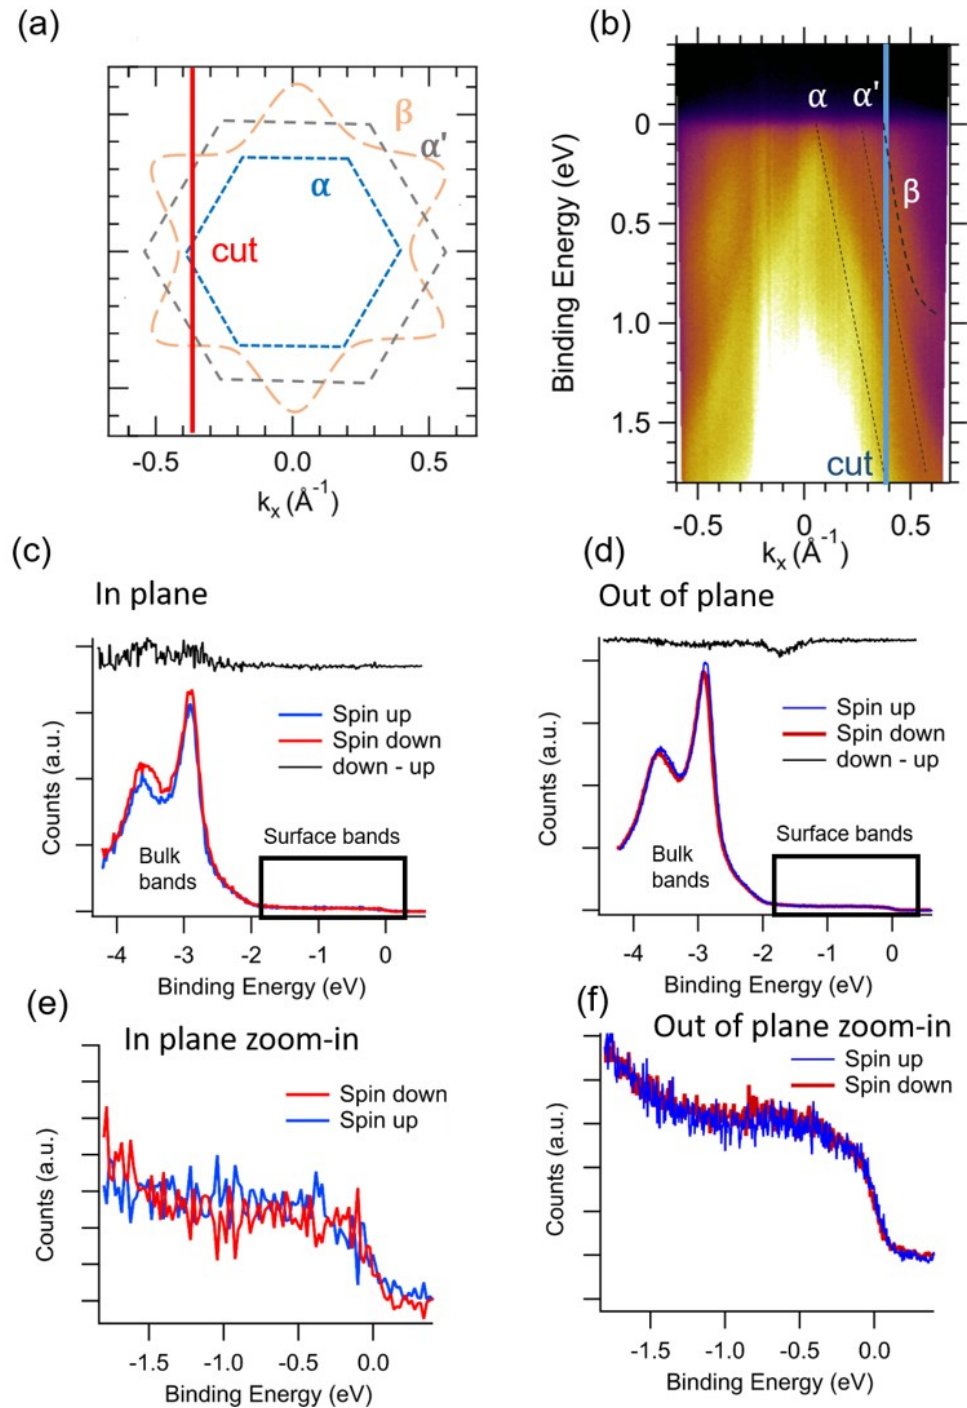 (a)
β
α'
α
cut
-0.5 0.0 0.5
kx (Å-1)
(b)
α α'
β
cut
0
0.5
1.0
1.5
Binding Energy (eV)
-0.5 0 0.5
kx (Å-1)
(c)
In plane
Spin up
Spin down
down - up
Surface bands
Bulk
bands
Counts (a.u.)
-4 -3 -2 -1 0
Binding Energy (eV)
(d)
Out of plane
Spin up
Spin down
down - up
Surface bands
Bulk
bands
Counts (a.u.)
-4 -3 -2 -1 0
Binding Energy (eV)
(e)
In plane zoom-in
Spin down
Spin up
Counts (a.u.)
-1.5 -1.0 -0.5 0.0
Binding Energy (eV)
(f)
Out of plane zoom-in
Spin up
Spin down
Counts (a.u.)
-1.5 -1.0 -0.5 0.0
Binding Energy (eV)